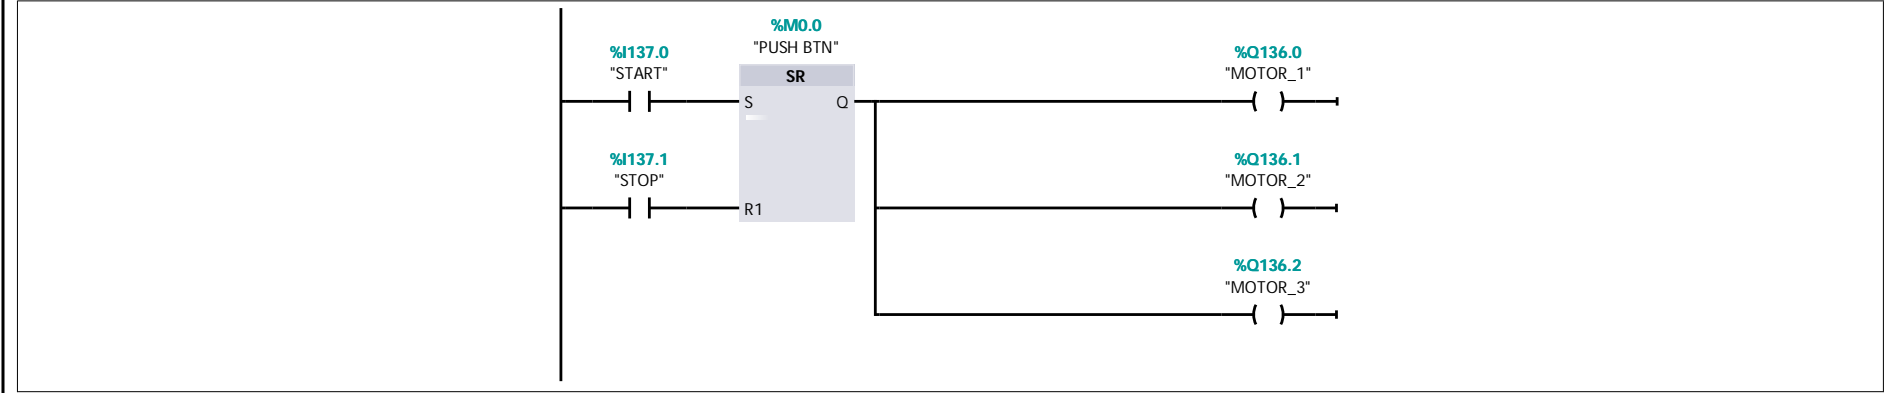 %M0.0
"PUSH BTN"
%I137.0
"START"
SR
%Q136.0
"MOTOR_1"
S
Q
%I137.1
"STOP"
%Q136.1
"MOTOR_2"
R1
%Q136.2
"MOTOR_3"